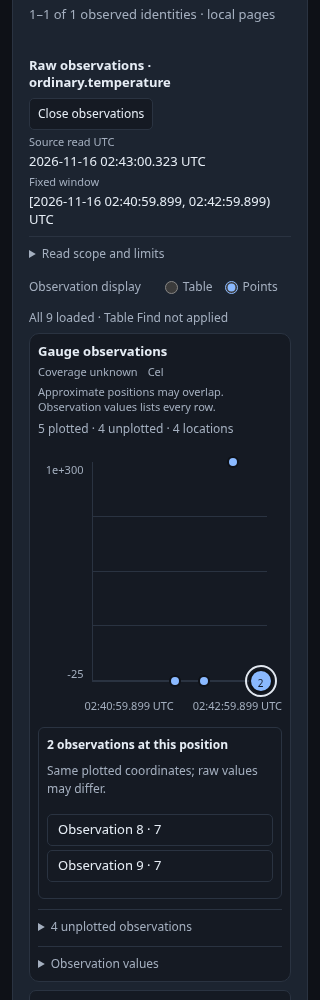 1–1 of 1 observed identities · local pages
Raw observations ·
ordinary.temperature
Close observations
Source read UTC
2026-11-16 02:43:00.323 UTC
Fixed window
[2026-11-16 02:40:59.899, 02:42:59.899)
UTC
Read scope and limits
Observation display Table Points
All 9 loaded · Table Find not applied
Gauge observations
Coverage unknown Cel
Approximate positions may overlap.
Observation values lists every row.
5 plotted · 4 unplotted · 4 locations
1e+300
-25
2
02:40:59.899 UTC 02:42:59.899 UTC
2 observations at this position
Same plotted coordinates; raw values
may differ.
Observation 8 · 7
Observation 9 · 7
4 unplotted observations
Observation values